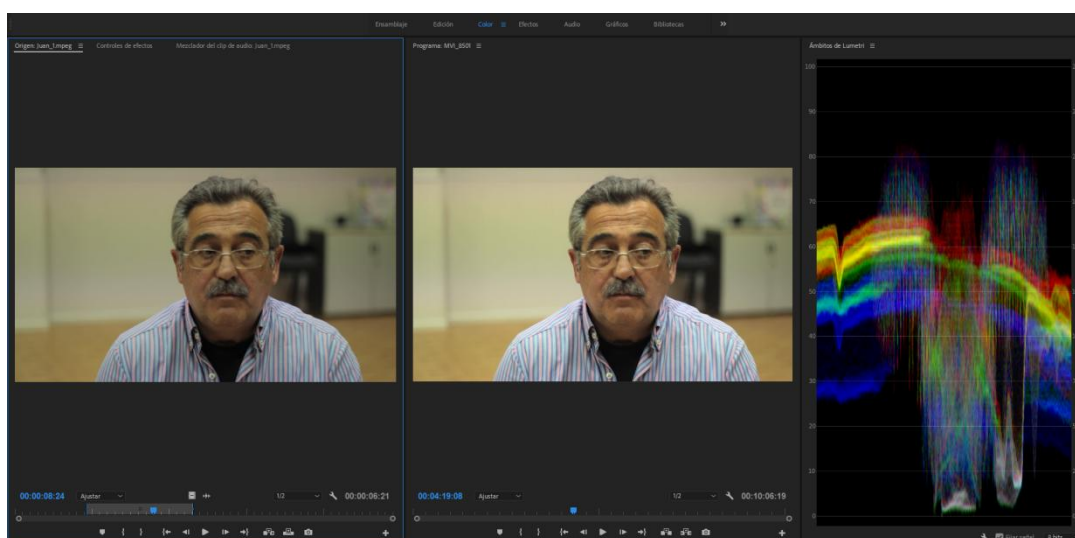 Ensamblaje Edición Color Efectos Audio Gráficos Bibliotecas
Origen: Juan_1.mpeg Controles de efectos Mezclador del clip de audio: Juan_1.mpeg
Programa: MVI_8501
Ámbitos de Lumetri
100
90
80
70
60
50
40
30
20
10
0
00:00:08:24 Ajustar 1/2 00:00:06:21
00:04:19:08 Ajustar 1/2 00:10:06:19
8 bits